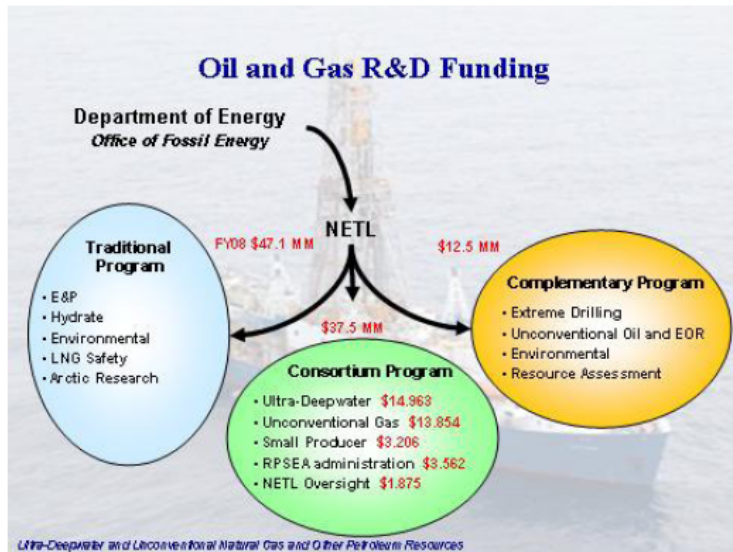 Oil and Gas R&D Funding
Department of Energy
Office of Fossil Energy
NETL
FY08 $47.1 MM
$12.5 MM
$37.5 MM
Traditional
Program
• E&P
• Hydrate
• Environmental
• LNG Safety
• Arctic Research
Consortium Program
• Ultra-Deepwater $14.963
• Unconventional Gas $13.854
• Small Producer $3.206
• RPSEA administration $3.562
• NETL Oversight $1.875
Complementary Program
• Extreme Drilling
• Unconventional Oil and EOR
• Environmental
• Resource Assessment
Ultra-Deepwater and Unconventional Natural Gas and Other Petroleum Resources